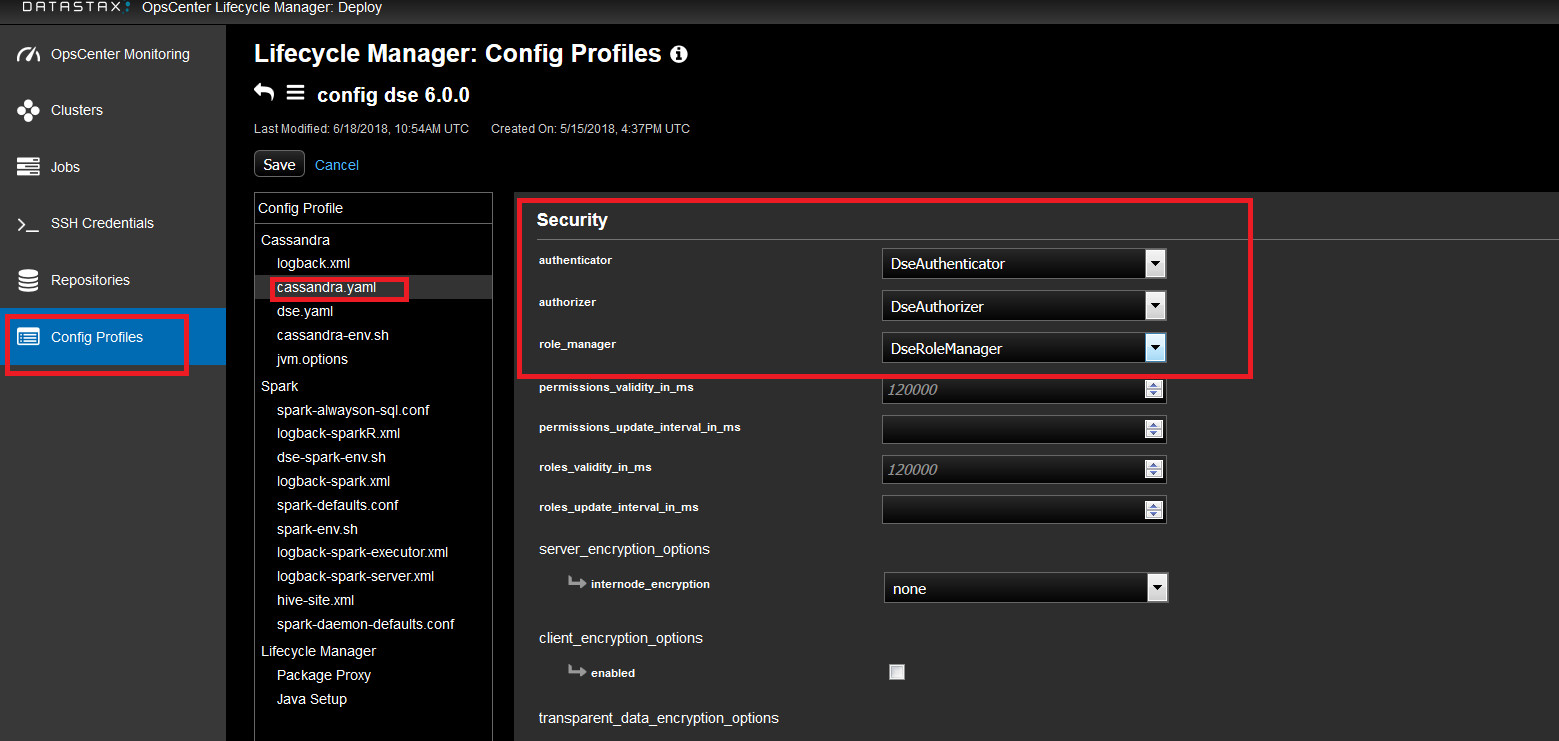 DATASTAX OpsCenter Lifecycle Manager: Deploy
OpsCenter Monitoring
Clusters
Jobs
SSH Credentials
Repositories
Config Profiles
Lifecycle Manager: Config Profiles
config dse 6.0.0
Last Modified: 6/18/2018, 10:54AM UTC Created On: 5/15/2018, 4:37PM UTC
Save Cancel
Config Profile
Cassandra
logback.xml
cassandra.yaml
dse.yaml
cassandra-env.sh
jvm.options
Spark
spark-alwayson-sql.conf
logback-sparkR.xml
dse-spark-env.sh
logback-spark.xml
spark-defaults.conf
spark-env.sh
logback-spark-executor.xml
logback-spark-server.xml
hive-site.xml
spark-daemon-defaults.conf
Lifecycle Manager
Package Proxy
Java Setup
Security
authenticator DseAuthenticator
authorizer DseAuthorizer
role_manager DseRoleManager
permissions_validity_in_ms 120000
permissions_update_interval_in_ms
roles_validity_in_ms 120000
roles_update_interval_in_ms
server_encryption_options
internode_encryption none
client_encryption_options
enabled
transparent_data_encryption_options